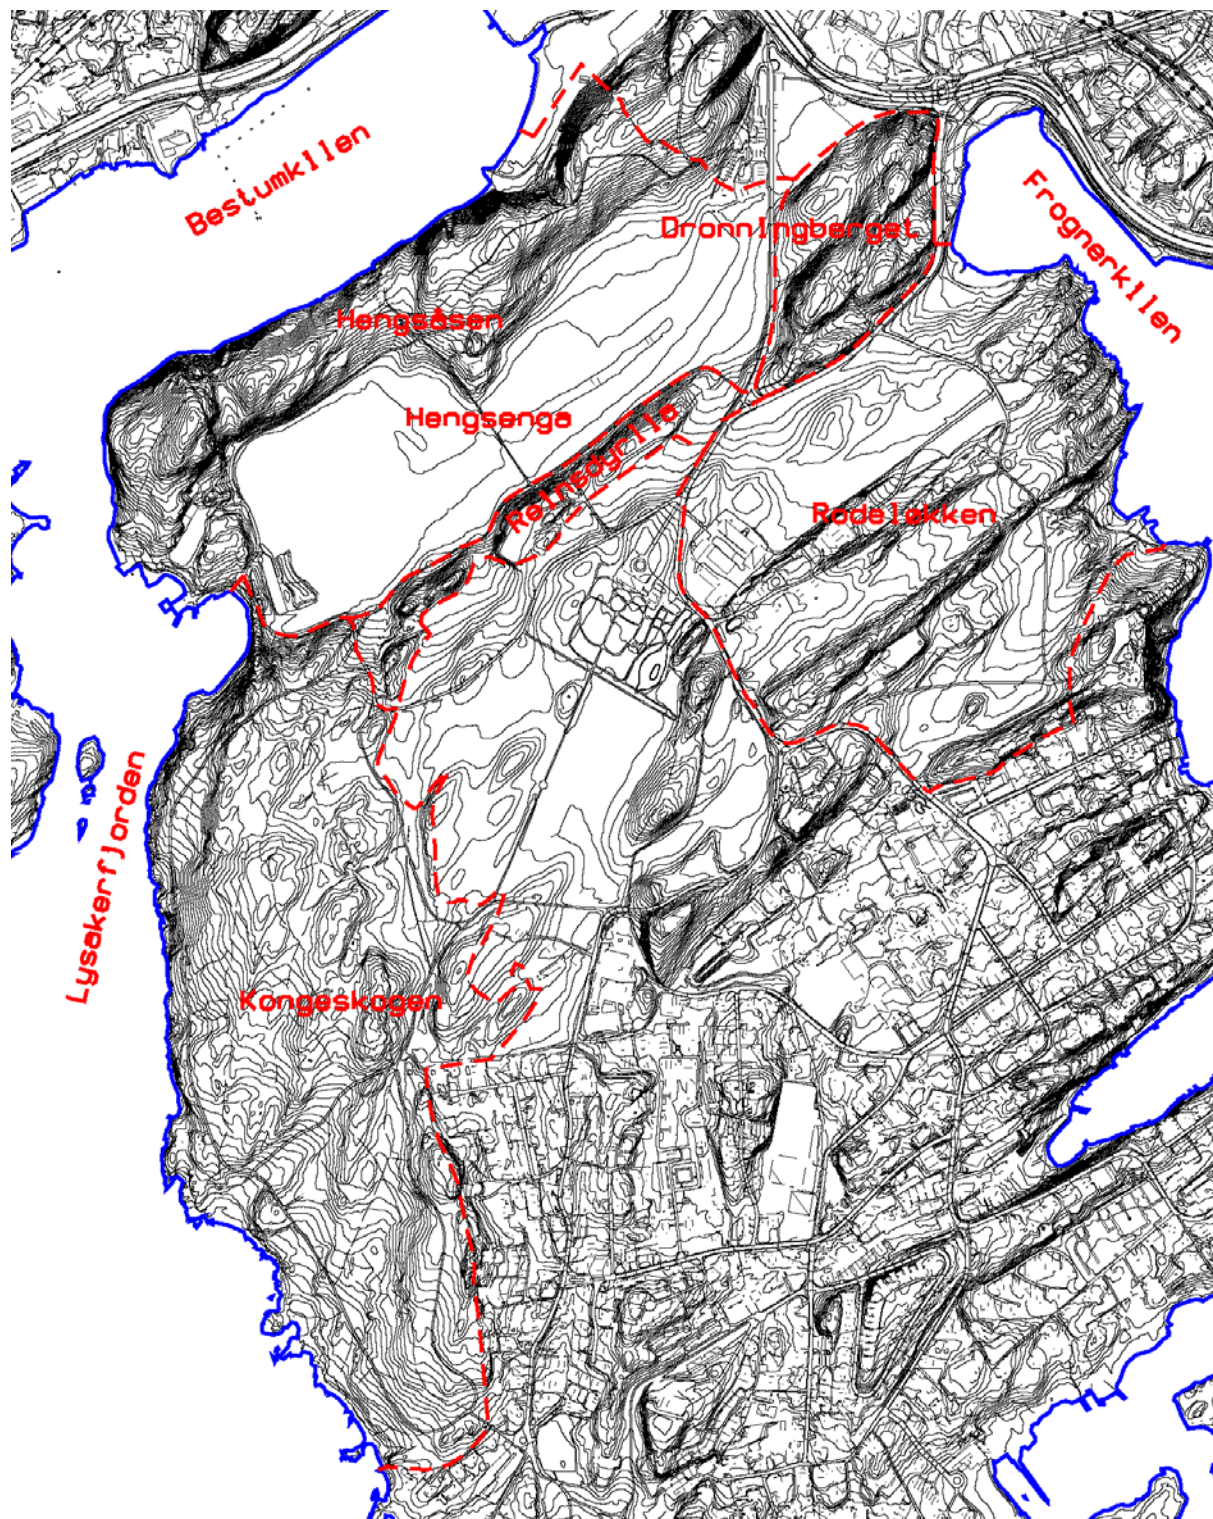 Bestumkilen
Frognerkilen
Dronningberget
Hengsåsen
Hengsenga
Reinsdyrlia
Rodeløkken
Lysakerfjorden
Kongeskogen